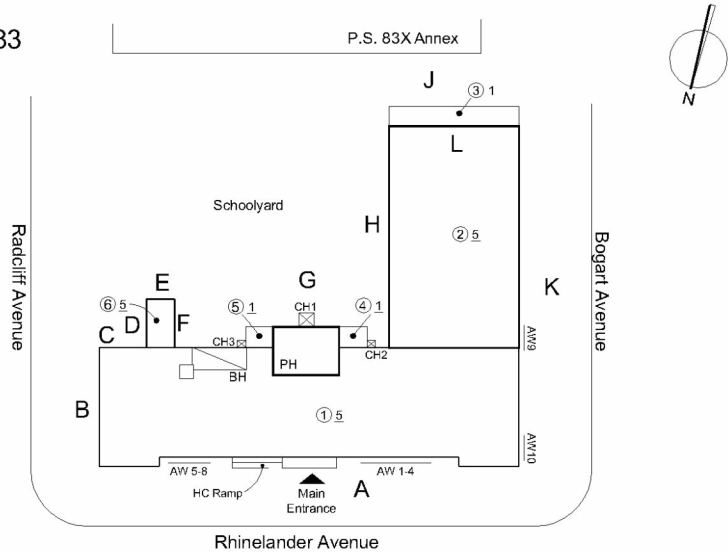 33
P.S. 83X Annex
N
J
③ 1
L
Schoolyard
H
② 5
Radcliff Avenue
Bogart Avenue
K
E
G
⑥ 5
D
F
⑤ 1
CH1
④ 1
C
CH3
CH2
AW9
PH
BH
B
① 5
AW10
AW 5-8
AW 1-4
HC Ramp
Main
Entrance
A
Rhinelander Avenue